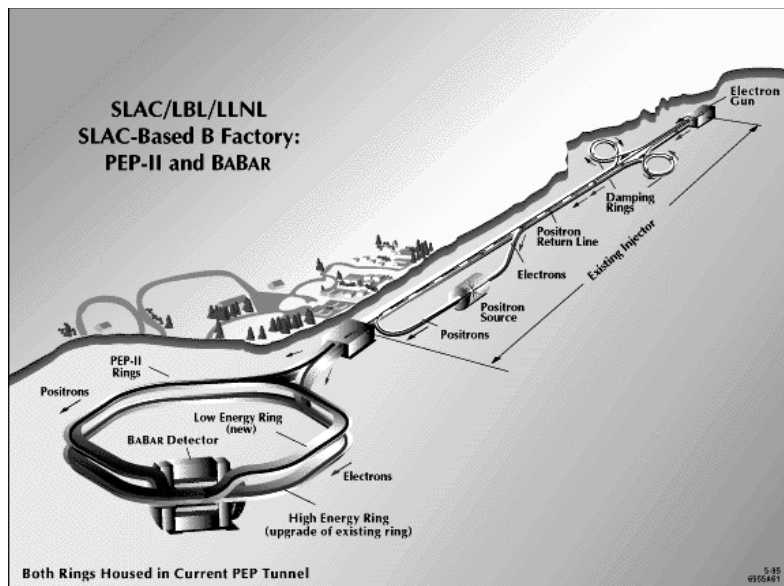 SLAC/LBL/LLNL
SLAC-Based B Factory:
PEP-II and BABAR
Electron
Gun
Damping
Rings
Positron
Return Line
Existing Injector
Electrons
Positron
Source
Positrons
PEP-II
Rings
Positrons
Low Energy Ring
(new)
BABAR Detector
Electrons
High Energy Ring
(upgrade of existing ring)
Both Rings Housed in Current PEP Tunnel
5-95